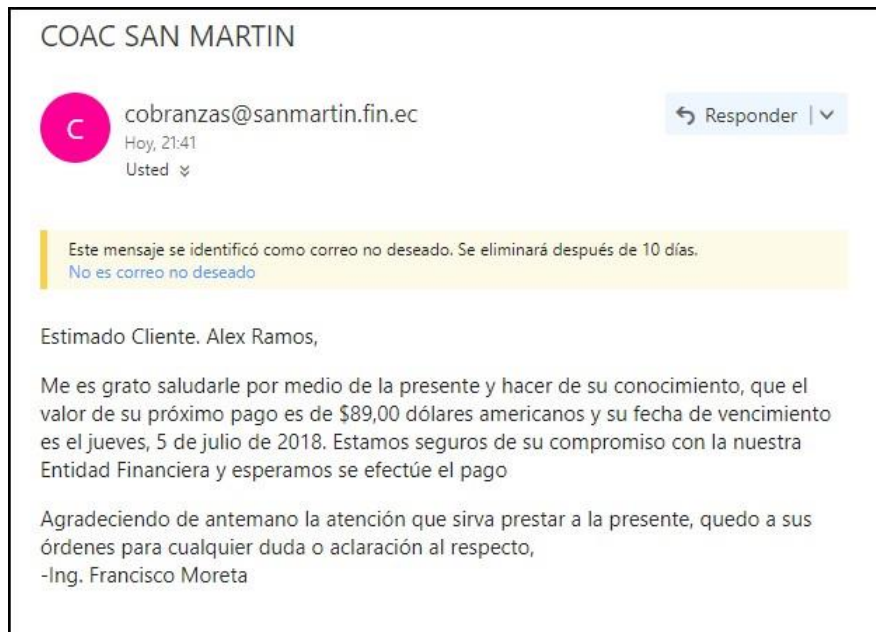 COAC SAN MARTIN
C
cobranzas@sanmartin.fin.ec
Responder
Hoy, 21:41
Usted
Este mensaje se identificó como correo no deseado. Se eliminará después de 10 días.
No es correo no deseado
Estimado Cliente. Alex Ramos,
Me es grato saludarle por medio de la presente y hacer de su conocimiento, que el
valor de su próximo pago es de $89,00 dólares americanos y su fecha de vencimiento
es el jueves, 5 de julio de 2018. Estamos seguros de su compromiso con la nuestra
Entidad Financiera y esperamos se efectúe el pago
Agradeciendo de antemano la atención que sirva prestar a la presente, quedo a sus
órdenes para cualquier duda o aclaración al respecto,
-Ing. Francisco Moreta